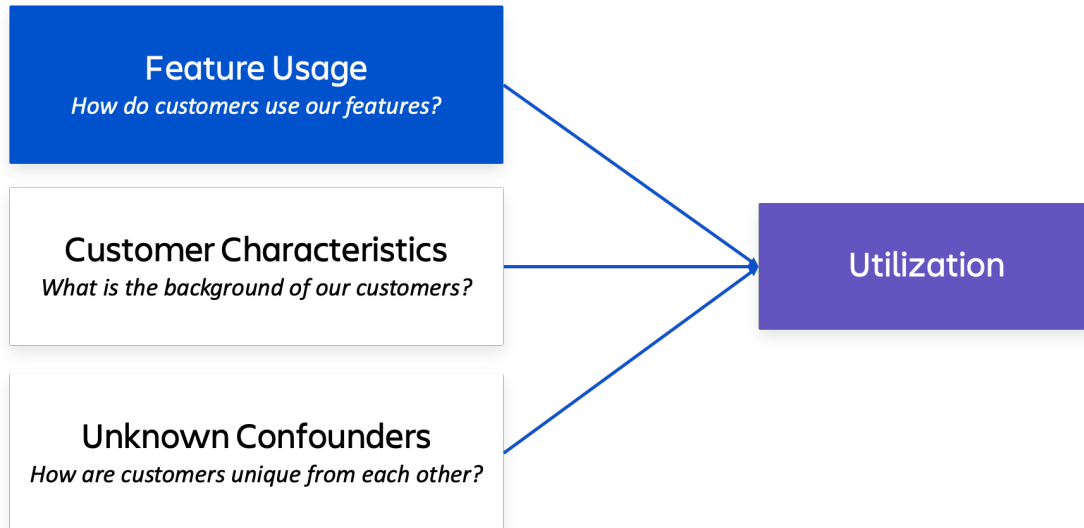 Feature Usage
How do customers use our features?
Customer Characteristics
What is the background of our customers?
Utilization
Unknown Confounders
How are customers unique from each other?